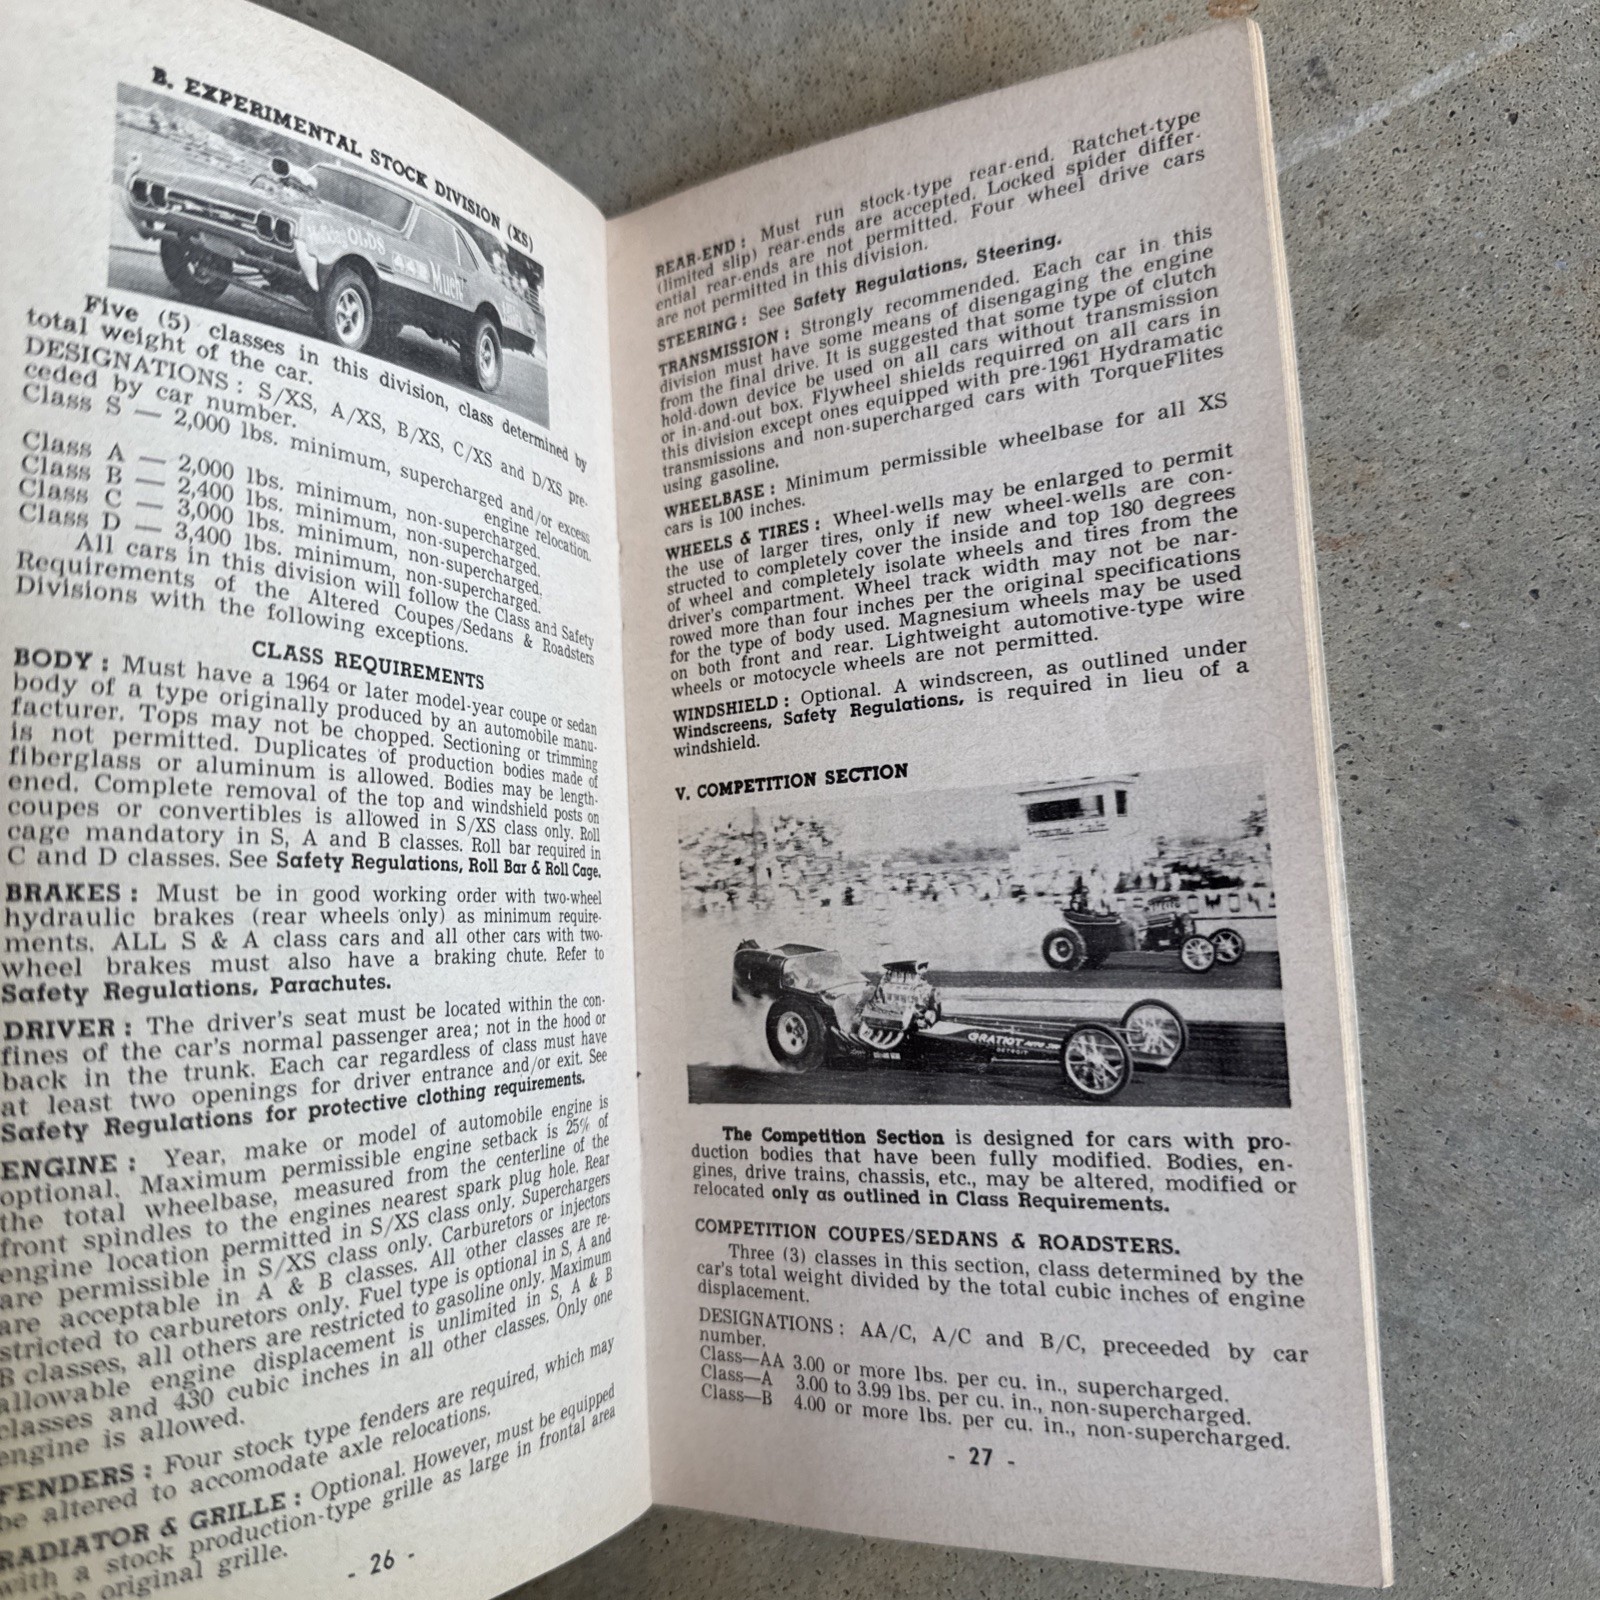 B. EXPERIMENTAL STOCK DIVISION (XS)
OLDS
442
Much
Five (5) classes in this division, class determined by
total weight of the car.
DESIGNATIONS: S/XS, A/XS, B/XS, C/XS and D/XS pre-
ceded by car number.
Class S — 2,000 lbs. minimum, supercharged and/or excess
engine relocation.
Class A — 2,000 lbs. minimum, non-supercharged.
Class B — 2,400 lbs. minimum, non-supercharged.
Class C — 3,000 lbs. minimum, non-supercharged.
Class D — 3,400 lbs. minimum, non-supercharged.
All cars in this division will follow the Class and Safety
Requirements of the Altered Coupes/Sedans & Roadsters
Divisions with the following exceptions.
CLASS REQUIREMENTS
BODY: Must have a 1964 or later model-year coupe or sedan
body of a type originally produced by an automobile manu-
facturer. Tops may not be chopped. Sectioning or trimming
is not permitted. Duplicates of production bodies made of
fiberglass or aluminum is allowed. Bodies may be length-
ened. Complete removal of the top and windshield posts on
coupes or convertibles is allowed in S/XS class only. Roll
cage mandatory in S, A and B classes. Roll bar required in
C and D classes. See Safety Regulations, Roll Bar & Roll Cage.
BRAKES: Must be in good working order with two-wheel
hydraulic brakes (rear wheels only) as minimum require-
ments. ALL S & A class cars and all other cars with two-
wheel brakes must also have a braking chute. Refer to
Safety Regulations, Parachutes.
DRIVER: The driver's seat must be located within the con-
fines of the car's normal passenger area; not in the hood or
back in the trunk. Each car regardless of class must have
at least two openings for driver entrance and/or exit. See
Safety Regulations for protective clothing requirements.
ENGINE: Year, make or model of automobile engine is
optional. Maximum permissible engine setback is 25% of
the total wheelbase, measured from the centerline of the
front spindles to the engines nearest spark plug hole. Rear
engine location permitted in S/XS class only. Superchargers
are permissible in S/XS class only. Carburetors or injectors
are acceptable in A & B classes. All other classes are re-
stricted to carburetors only. Fuel type is optional in S, A and
B classes, all others are restricted to gasoline only. Maximum
allowable engine displacement is unlimited in S, A & B
classes and 430 cubic inches in all other classes. Only one
engine is allowed.
FENDERS: Four stock type fenders are required, which may
be altered to accomodate axle relocations.
RADIATOR & GRILLE: Optional. However, must be equipped
with a stock production-type grille as large in frontal area
the original grille.
- 26 -
REAR-END: Must run stock-type rear-end. Ratchet-type
(limited slip) rear-ends are accepted. Locked spider differ-
ential rear-ends are not permitted. Four wheel drive cars
are not permitted in this division.
STEERING: See Safety Regulations, Steering.
TRANSMISSION: Strongly recommended. Each car in this
division must have some means of disengaging the engine
from the final drive. It is suggested that some type of clutch
hold-down device be used on all cars without transmission
or in-and-out box. Flywheel shields requirred on all cars in
this division except ones equipped with pre-1961 Hydramatic
transmissions and non-supercharged cars with TorqueFlites
using gasoline.
WHEELBASE: Minimum permissible wheelbase for all XS
cars is 100 inches.
WHEELS & TIRES: Wheel-wells may be enlarged to permit
the use of larger tires, only if new wheel-wells are con-
structed to completely cover the inside and top 180 degrees
of wheel and completely isolate wheels and tires from the
driver's compartment. Wheel track width may not be nar-
rowed more than four inches per the original specifications
for the type of body used. Magnesium wheels may be used
on both front and rear. Lightweight automotive-type wire
wheels or motocycle wheels are not permitted.
WINDSHIELD: Optional. A windscreen, as outlined under
Windscreens, Safety Regulations, is required in lieu of a
windshield.
V. COMPETITION SECTION
GRATIOT AUTO
DETROIT
The Competition Section is designed for cars with pro-
duction bodies that have been fully modified. Bodies, en-
gines, drive trains, chassis, etc., may be altered, modified or
relocated only as outlined in Class Requirements.
COMPETITION COUPES/SEDANS & ROADSTERS.
Three (3) classes in this section, class determined by the
car's total weight divided by the total cubic inches of engine
displacement.
DESIGNATIONS: AA/C, A/C and B/C, preceeded by car
number.
Class—AA 3.00 or more lbs. per cu. in., supercharged.
Class—A 3.00 to 3.99 lbs. per cu. in., non-supercharged.
Class—B 4.00 or more lbs. per cu. in., non-supercharged.
- 27 -